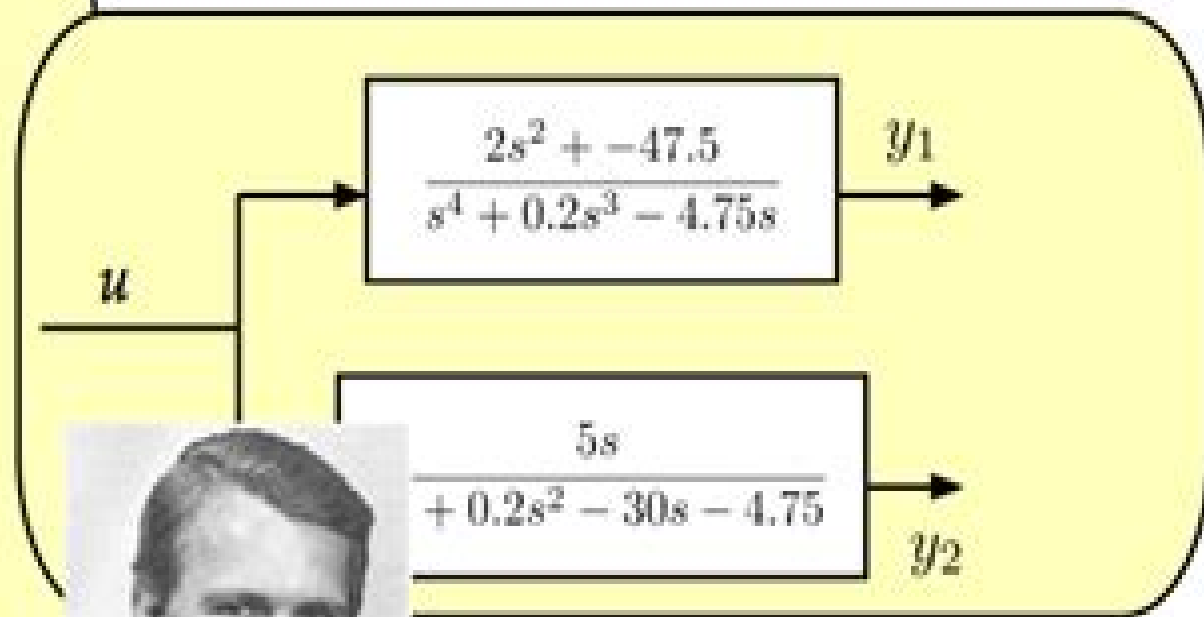 2s² + −47.5
s⁴ + 0.2s³ − 4.75s
y₁
u
5s
+ 0.2s² − 30s − 4.75
y₂